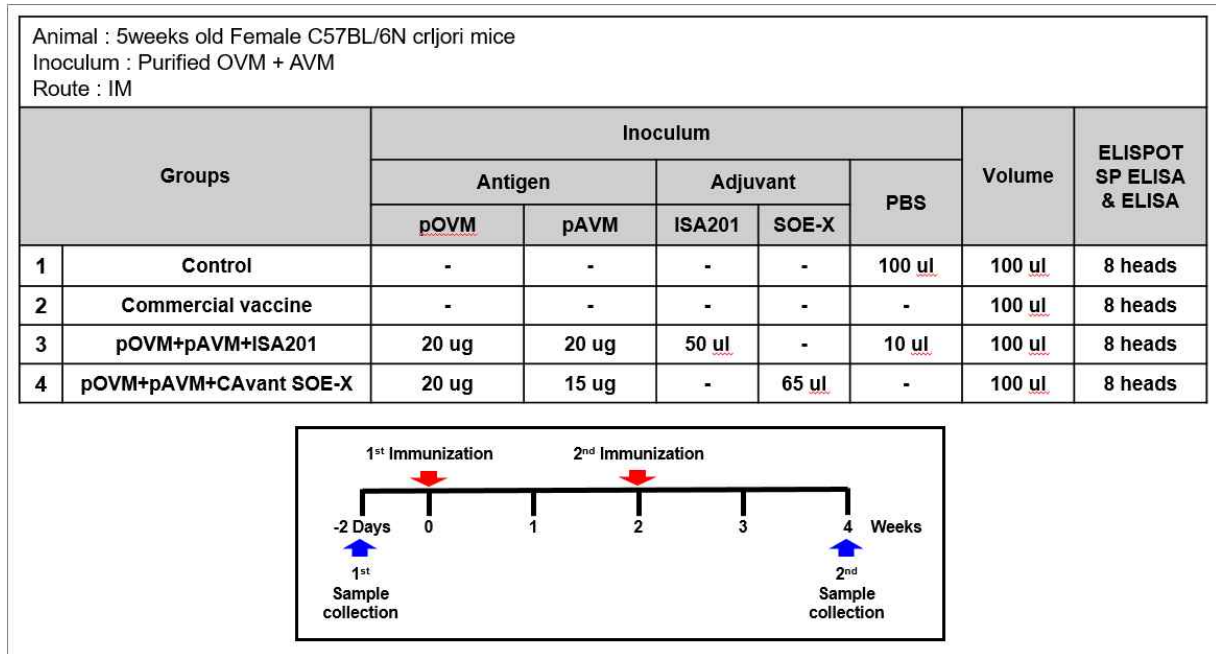 Animal : 5weeks old Female C57BL/6N crljori mice
Inoculum : Purified OVM + AVM
Route : IM
Groups Inoculum Volume ELISPOT SP ELISA & ELISA
Antigen Adjuvant PBS
pOVM pAVM ISA201 SOE-X
1 Control - - - - 100 ul 100 ul 8 heads
2 Commercial vaccine - - - - - 100 ul 8 heads
3 pOVM+pAVM+ISA201 20 ug 20 ug 50 ul - 10 ul 100 ul 8 heads
4 pOVM+pAVM+CAvant SOE-X 20 ug 15 ug - 65 ul - 100 ul 8 heads
1st Immunization 2nd Immunization
-2 Days 0 1 2 3 4 Weeks
1st Sample collection
2nd Sample collection